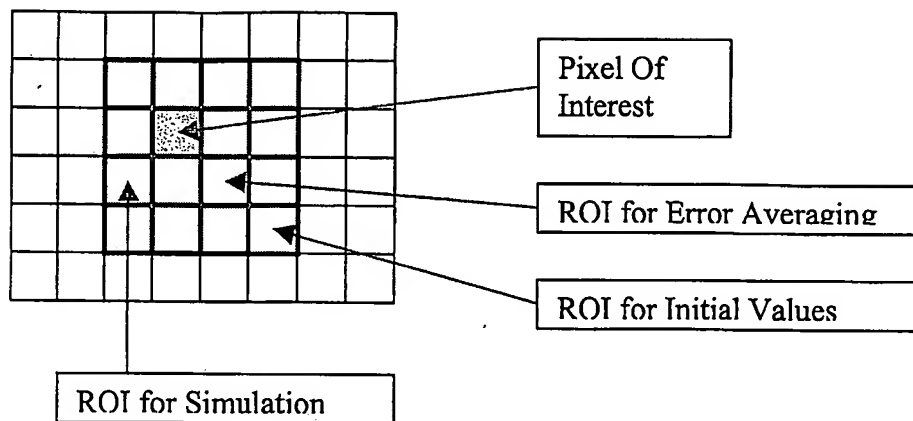 Pixel Of
Interest
ROI for Error Averaging
ROI for Initial Values
ROI for Simulation